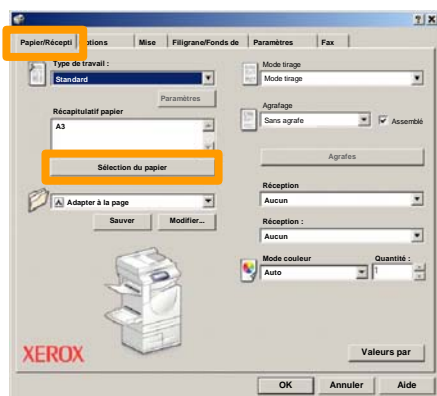 Papier/Récepti
ptions
Mise
Filigrane/Fonds de
Paramètres
Fax
Type de travail :
Standard
Paramètres
Récapitulatif papier
A3
Sélection du papier
Adapter à la page
Sauver
Modifier...
Mode tirage
Mode tirage
Agrafage
Sans agrafe
Assemblé
Agrafes
Réception
Aucun
Réception :
Aucun
Mode couleur
Quantité :
Auto
1
XEROX
Valeurs par
OK
Annuler
Aide